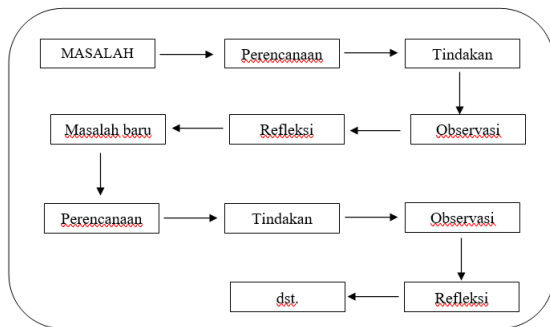 MASALAH
Perencanaan
Tindakan
Observasi
Refleksi
Masalah baru
Perencanaan
Tindakan
Observasi
Refleksi
dst.